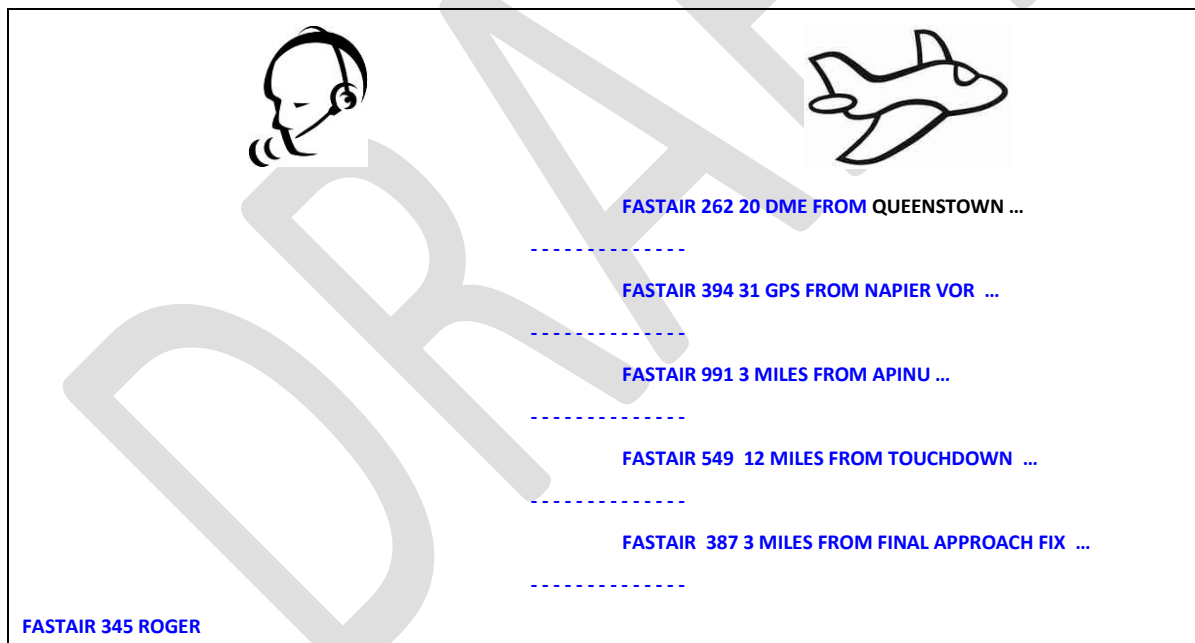 FASTAIR 262 20 DME FROM QUEENSTOWN …
- - - - - - - - - - - - - -
FASTAIR 394 31 GPS FROM NAPIER VOR …
- - - - - - - - - - - - - -
FASTAIR 991 3 MILES FROM APINU …
- - - - - - - - - - - - - -
FASTAIR 549 12 MILES FROM TOUCHDOWN …
- - - - - - - - - - - - - -
FASTAIR 387 3 MILES FROM FINAL APPROACH FIX …
- - - - - - - - - - - - - -
FASTAIR 345 ROGER
DRAF